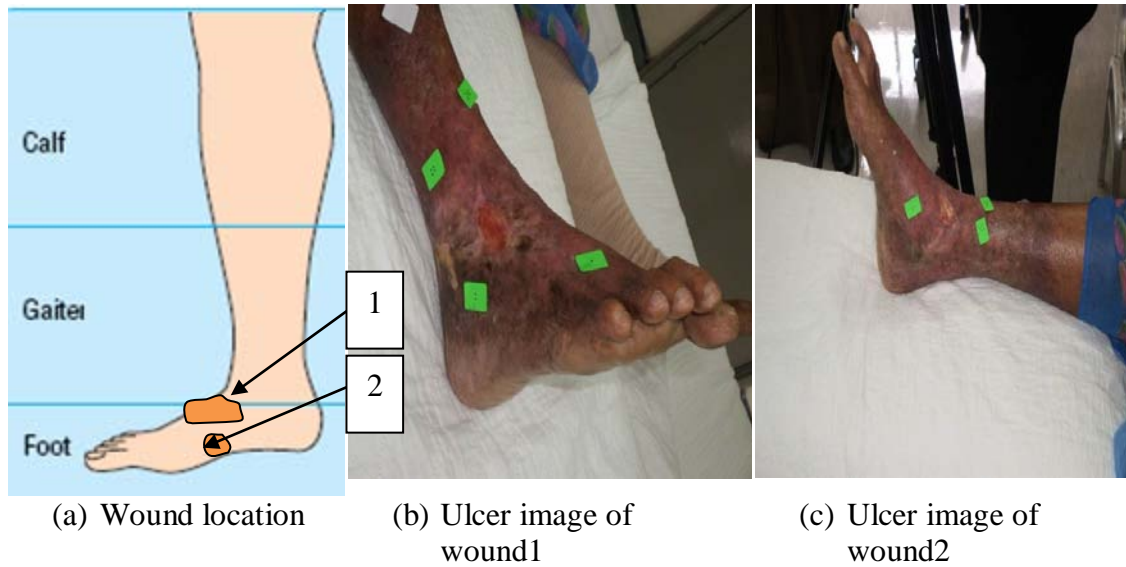 Calf
Gaiter
1
2
Foot
(a) Wound location
(b) Ulcer image of
wound1
(c) Ulcer image of
wound2